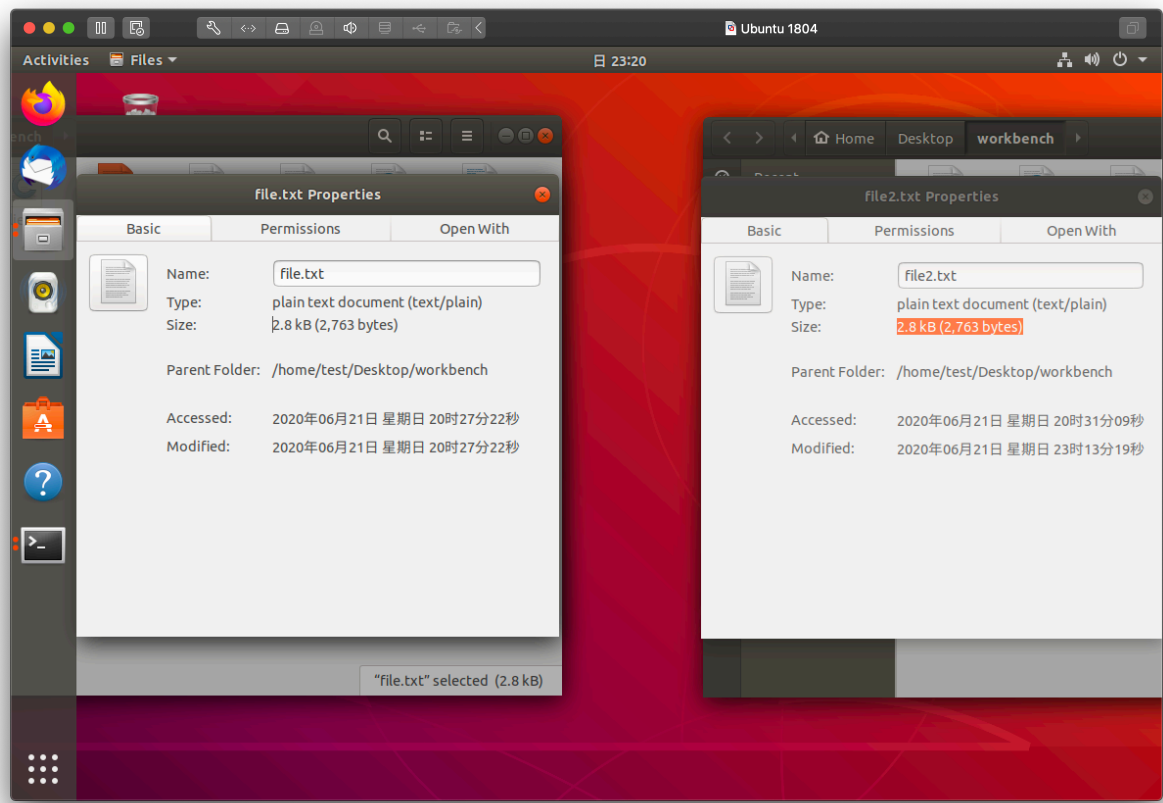 Ubuntu 1804
Activities
Files
日 23:20
ench
Home
Desktop
workbench
Recent
file.txt Properties
Basic
Permissions
Open With
Name:
file.txt
Type:
plain text document (text/plain)
Size:
2.8 kB (2,763 bytes)
Parent Folder:
/home/test/Desktop/workbench
Accessed:
2020年06月21日 星期日 20时27分22秒
Modified:
2020年06月21日 星期日 20时27分22秒
"file.txt" selected (2.8 kB)
file2.txt Properties
Basic
Permissions
Open With
Name:
file2.txt
Type:
plain text document (text/plain)
Size:
2.8 kB (2,763 bytes)
Parent Folder:
/home/test/Desktop/workbench
Accessed:
2020年06月21日 星期日 20时31分09秒
Modified:
2020年06月21日 星期日 23时13分19秒